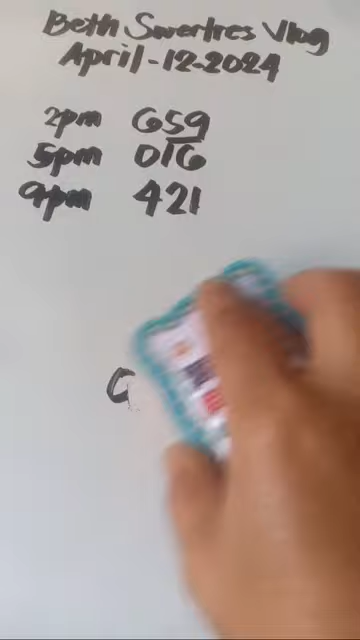 Beth Swertres Vlog
April-12-2024
2pm 659
5pm 016
9pm 421